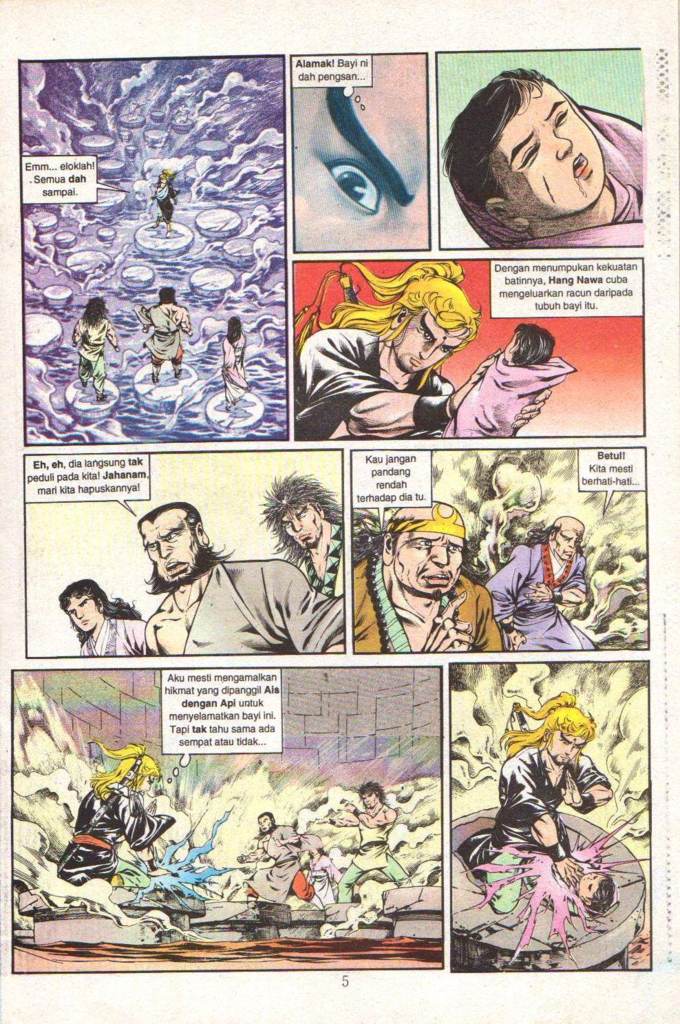 Emm... eloklah!
Semua dah
sampai.
Alamak! Bayi ni
dah pengsan...
Dengan menumpukan kekuatan
batinnya, Hang Nawa cuba
mengeluarkan racun daripada
tubuh bayi itu.
Eh, eh, dia langsung tak
peduli pada kita! Jahanam,
mari kita hapuskannya!
Kau jangan
pandang
rendah
terhadap dia tu.
Betul!
Kita mesti
berhati-hati...
Aku mesti mengamalkan
hikmat yang dipanggil Ais
dengan Api untuk
menyelamatkan bayi ini.
Tapi tak tahu sama ada
sempat atau tidak...
5